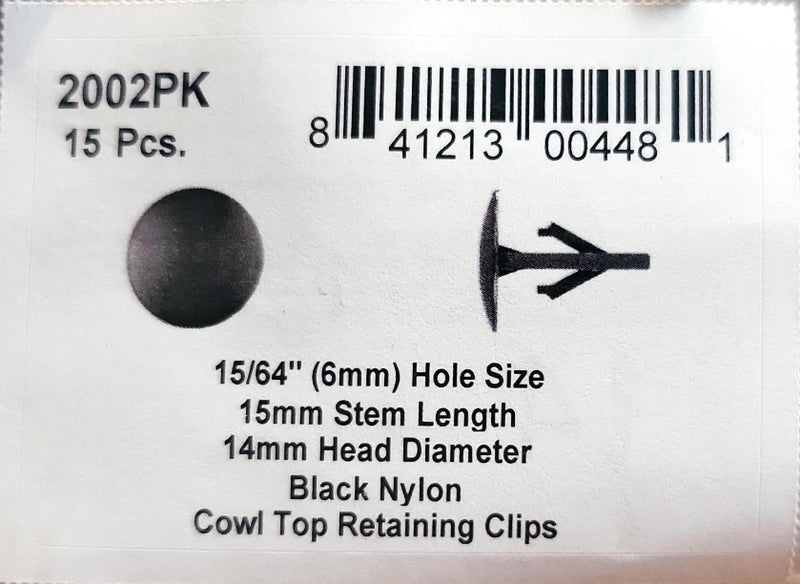 2002PK
15 Pcs.
8 41213 00448 1
15/64" (6mm) Hole Size
15mm Stem Length
14mm Head Diameter
Black Nylon
Cowl Top Retaining Clips